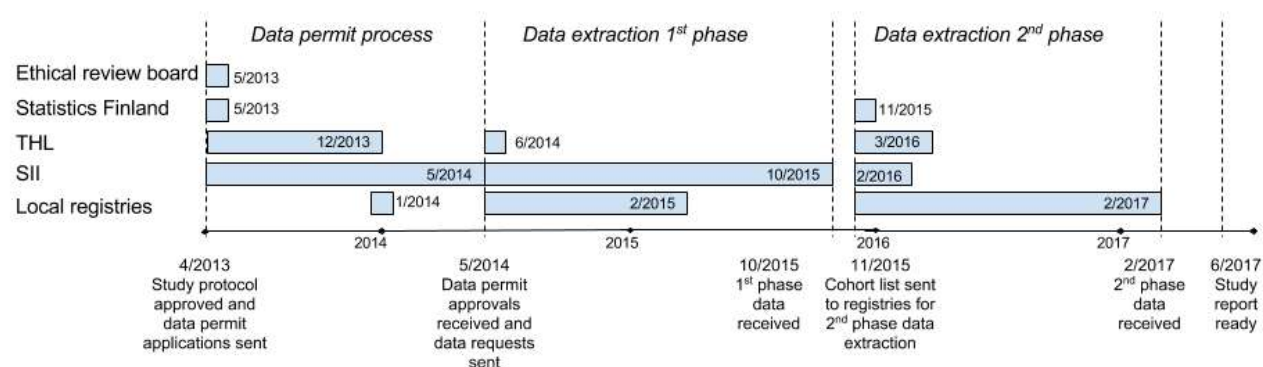 Data permit process
Data extraction 1st phase
Data extraction 2nd phase
Ethical review board
5/2013
Statistics Finland
5/2013
11/2015
THL
12/2013
6/2014
3/2016
SII
5/2014
10/2015
2/2016
Local registries
1/2014
2/2015
2/2017
2014
2015
2016
2017
4/2013
Study protocol
approved and
data permit
applications sent
5/2014
Data permit
approvals
received and
data requests
sent
10/2015
1st phase
data
received
11/2015
Cohort list sent
to registries for
2nd phase data
extraction
2/2017
2nd phase
data
received
6/2017
Study
report
ready